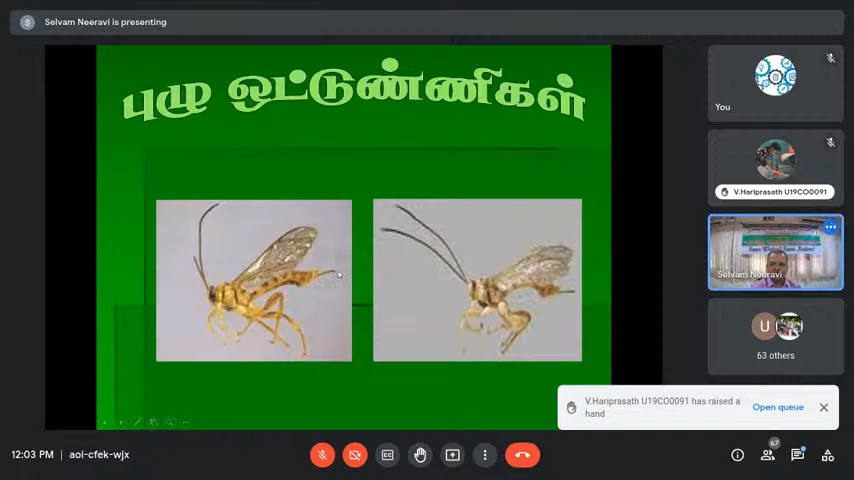 S Selvam Neeravi is presenting
புழு ஒட்டுண்ணிகள்
You
V.Hariprasath U19CO0091
Selvam Neeravi
U
63 others
V.Hariprasath U19CO0091 has raised a
hand
Open queue
12:03 PM | aoi-cfek-wjx
CC
67